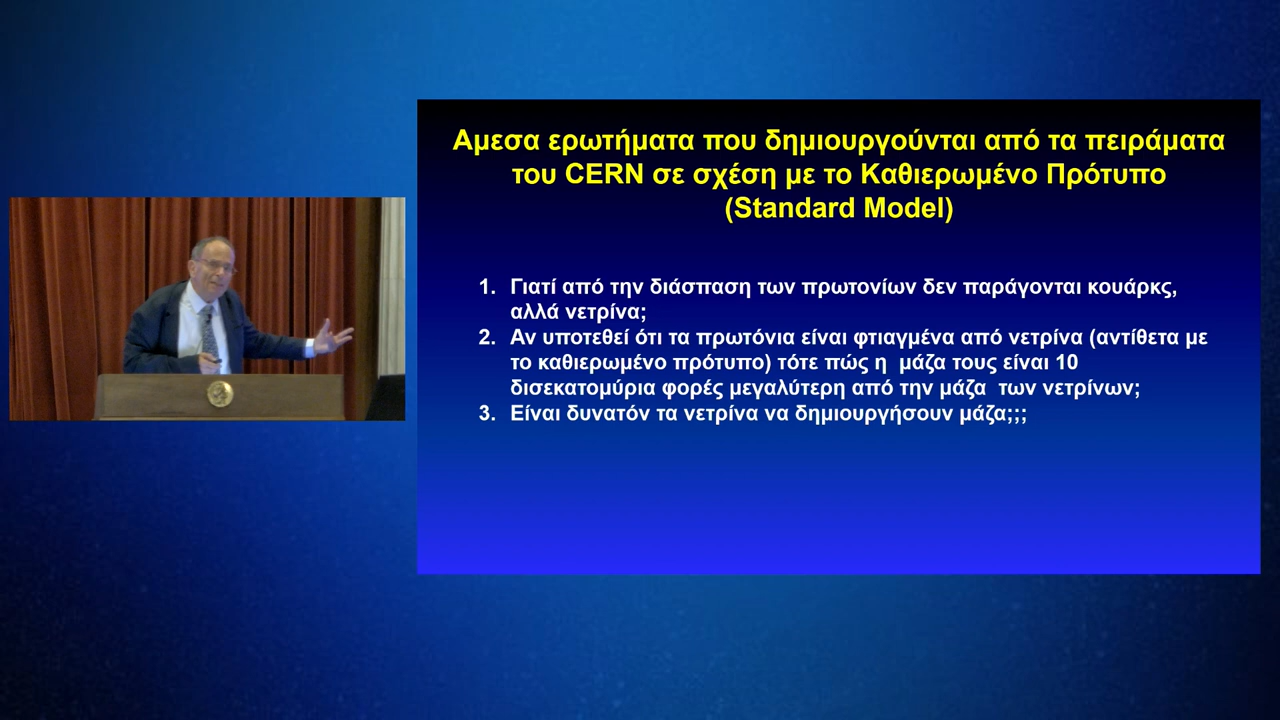 Αμεσα ερωτήματα που δημιουργούνται από τα πειράματα
του CERN σε σχέση με το Καθιερωμένο Πρότυπο
(Standard Model)
1. Γιατί από την διάσπαση των πρωτονίων δεν παράγονται κουάρκς,
αλλά νετρίνα;
2. Αν υποτεθεί ότι τα πρωτόνια είναι φτιαγμένα από νετρίνα (αντίθετα με
το καθιερωμένο πρότυπο) τότε πώς η μάζα τους είναι 10
δισεκατομύρια φορές μεγαλύτερη από την μάζα των νετρίνων;
3. Είναι δυνατόν τα νετρίνα να δημιουργήσουν μάζα;;;